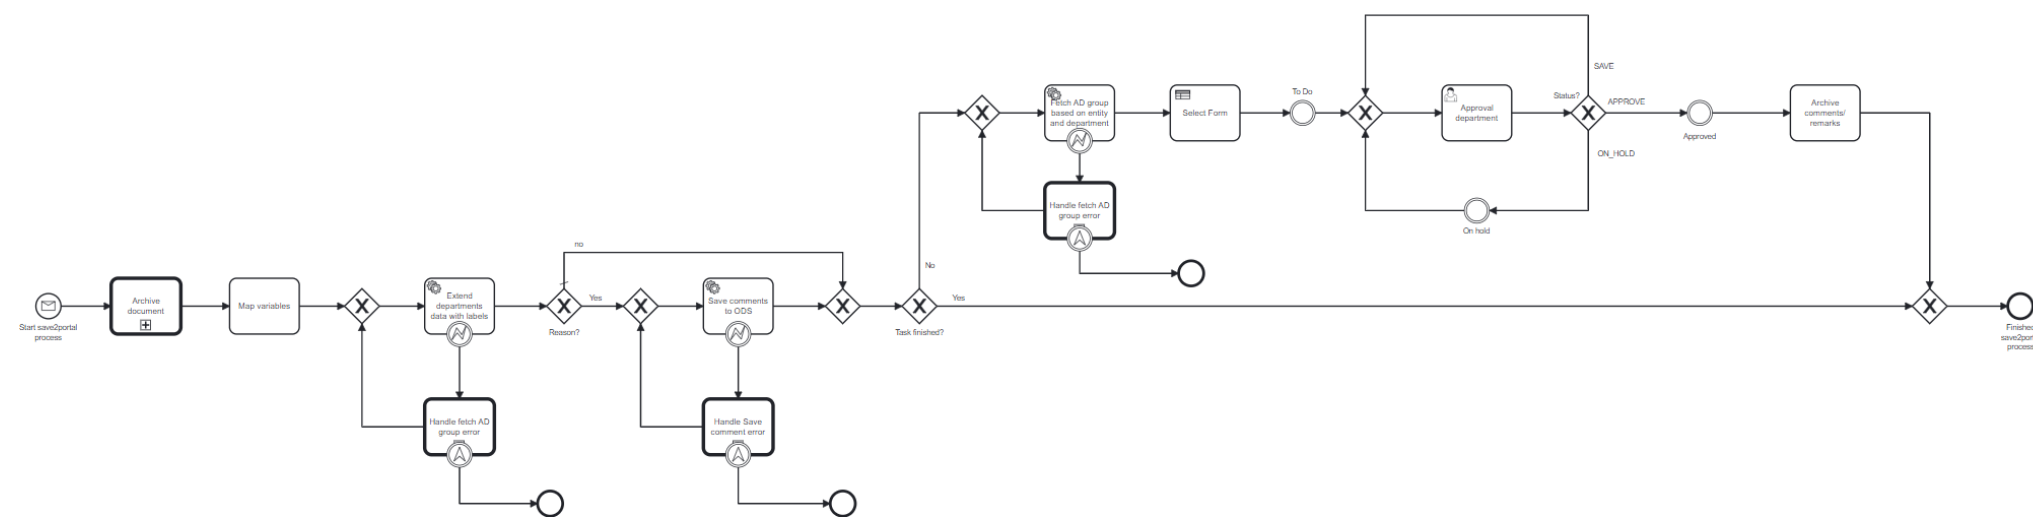 SAVE
To Do
Status?
APPROVE
Fetch AD group
based on entity
and department
Select Form
Approval
department
Archive
comments/
remarks
Approved
ON_HOLD
Handle fetch AD
group error
On hold
no
No
Archive
document
Map variables
Extend
departments
data with labels
Yes
Save comments
to ODS
Yes
Start save2portal
process
Reason?
Task finished?
Finished
save2port
process
Handle fetch AD
group error
Handle Save
comment error